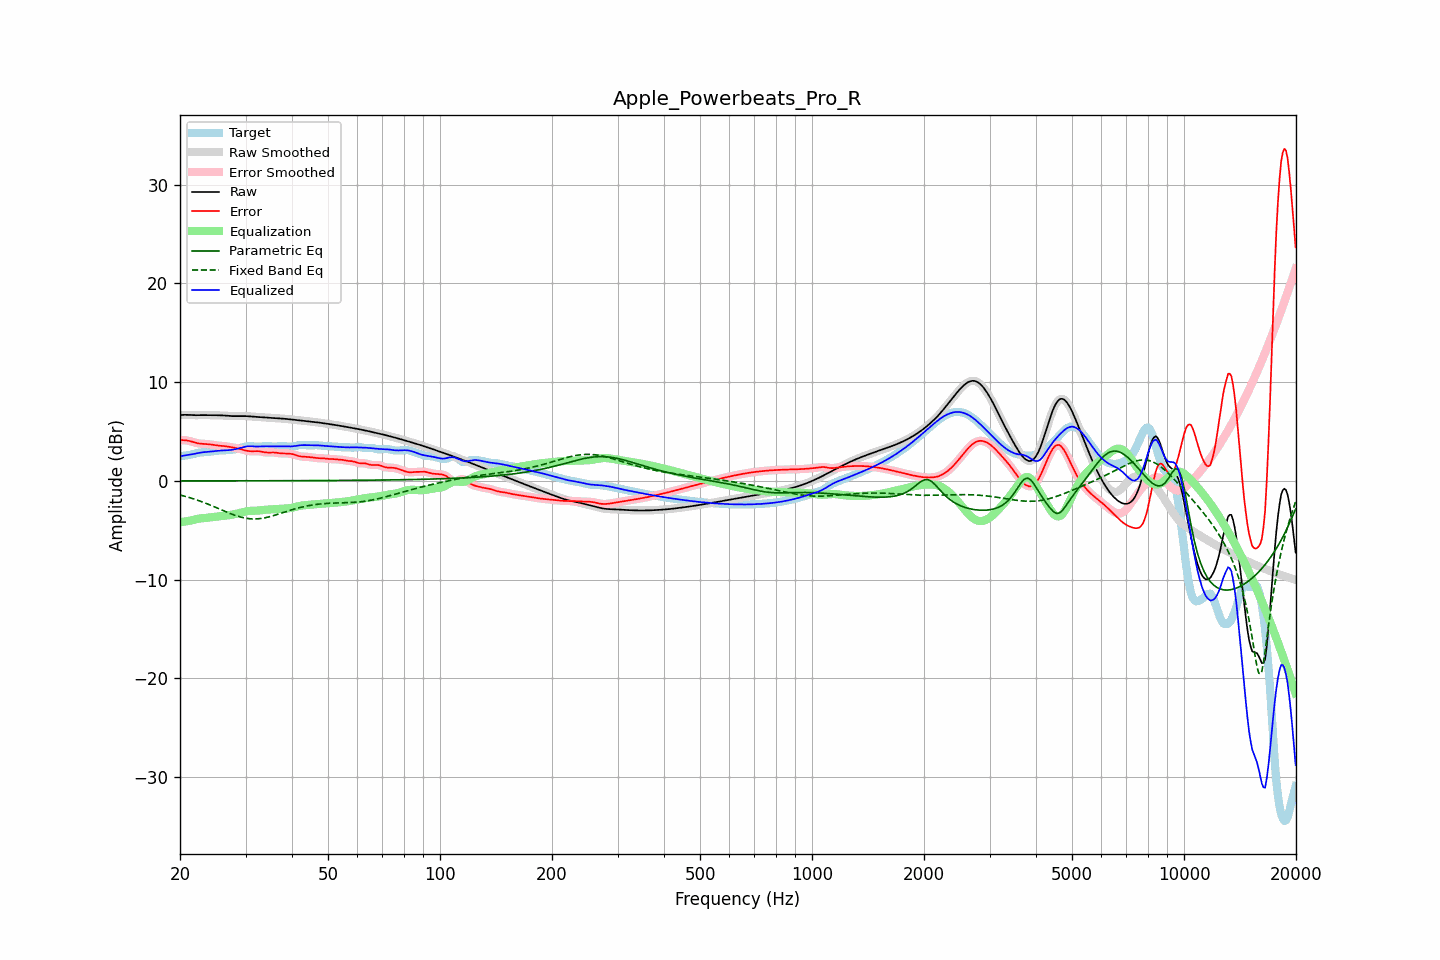 Apple_Powerbeats_Pro_R
Target
Raw Smoothed
Error Smoothed
Raw
Error
Equalization
Parametric Eq
Fixed Band Eq
Equalized
Amplitude (dBr)
30
20
10
0
−10
−20
−30
20 50 100 200 500 1000 2000 5000 10000 20000
Frequency (Hz)